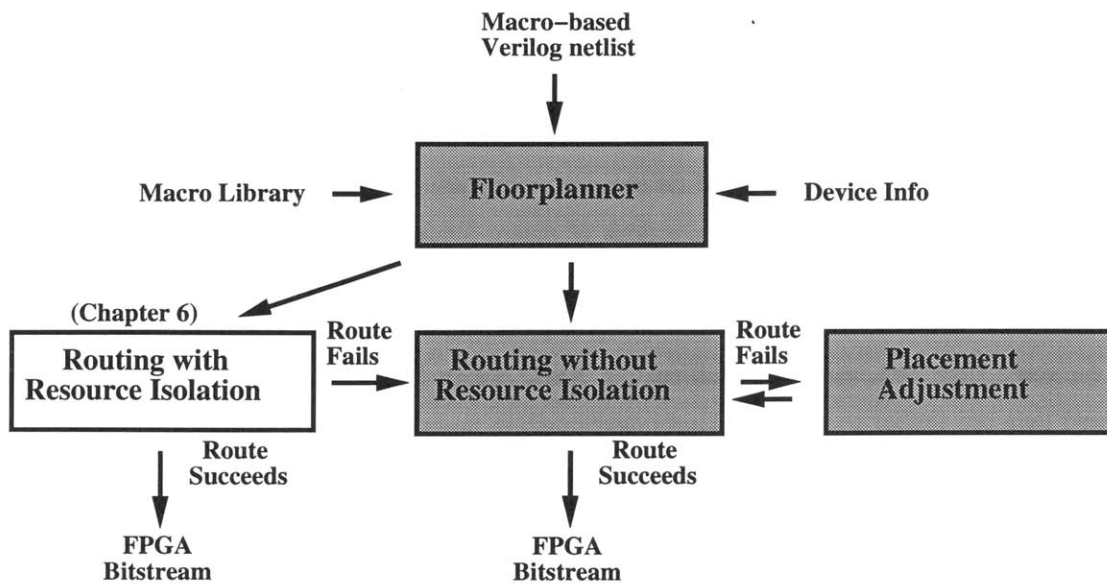 Macro−based
Verilog netlist
Macro Library
Floorplanner
Device Info
(Chapter 6)
Routing with
Resource Isolation
Route
Fails
Routing without
Resource Isolation
Route
Fails
Placement
Adjustment
Route
Succeeds
Route
Succeeds
FPGA
Bitstream
FPGA
Bitstream